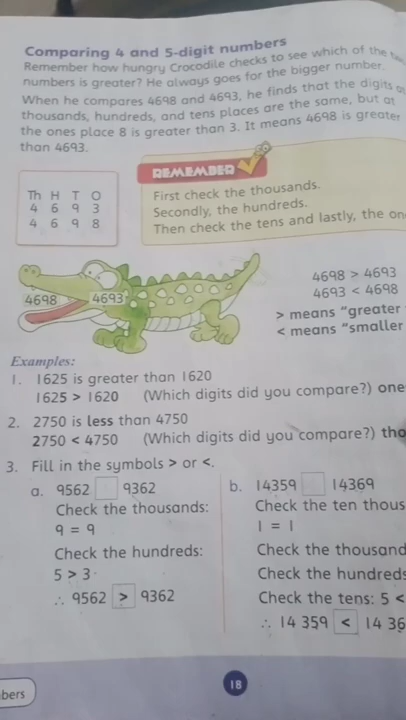 Comparing 4 and 5-digit numbers
Remember how hungry Crocodile checks to see which of the
numbers is greater? He always goes for the bigger number.
When he compares 4698 and 4693, he finds that the digits
thousands, hundreds, and tens places are the same, but at
the ones place 8 is greater than 3. It means 4698 is greater
than 4693.
REMEMBER
First check the thousands.
Secondly, the hundreds.
Then check the tens and lastly, the on
Th H T O
4 6 9 3
4 6 9 8
4698 4693
4698 > 4693
4693 < 4698
> means "greater
< means "smaller
Examples:
1. 1625 is greater than 1620
1625 > 1620 (Which digits did you compare?) one
2. 2750 is less than 4750
2750 < 4750 (Which digits did you compare?) tho
3. Fill in the symbols > or <.
a. 9562 9362
Check the thousands:
9 = 9
Check the hundreds:
5 > 3
∴ 9562 > 9362
b. 14359 14369
Check the ten thous
1 = 1
Check the thousand
Check the hundreds
Check the tens: 5 <
∴ 14 359 < 14 36
bers
18